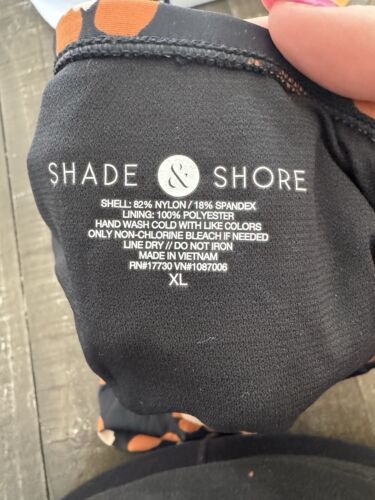 SHADE & SHORE
SHELL: 82% NYLON / 18% SPANDEX
LINING: 100% POLYESTER
HAND WASH COLD WITH LIKE COLORS
ONLY NON-CHLORINE BLEACH IF NEEDED
LINE DRY // DO NOT IRON
MADE IN VIETNAM
RN#17730 VN#1087006
XL